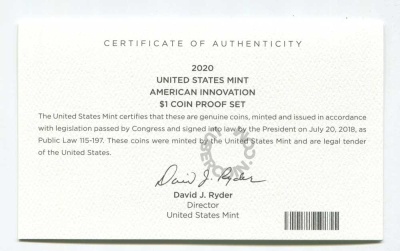 CERTIFICATE OF AUTHENTICITY
2020
UNITED STATES MINT
AMERICAN INNOVATION
$1 COIN PROOF SET
The United States Mint certifies that these are genuine coins, minted and issued in accordance
with legislation passed by Congress and signed into law by the President on July 20, 2018, as
Public Law 115-197. These coins were minted by the United States Mint and are legal tender
of the United States.
David J. Ryder
David J. Ryder
Director
United States Mint